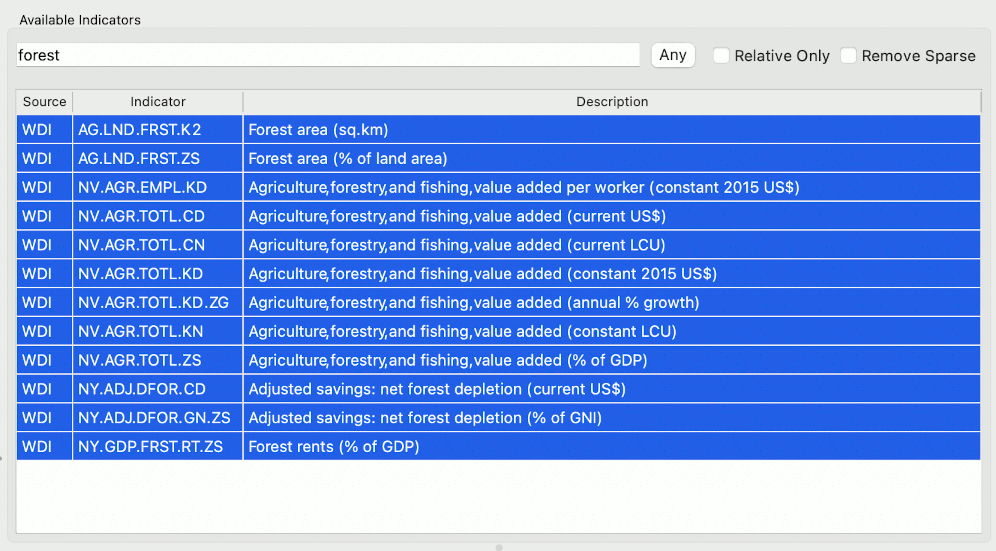 Available Indicators
forest Any Relative Only Remove Sparse
Source Indicator Description
WDI AG.LND.FRST.K2 Forest area (sq.km)
WDI AG.LND.FRST.ZS Forest area (% of land area)
WDI NV.AGR.EMPL.KD Agriculture,forestry,and fishing,value added per worker (constant 2015 US$)
WDI NV.AGR.TOTL.CD Agriculture,forestry,and fishing,value added (current US$)
WDI NV.AGR.TOTL.CN Agriculture,forestry,and fishing,value added (current LCU)
WDI NV.AGR.TOTL.KD Agriculture,forestry,and fishing,value added (constant 2015 US$)
WDI NV.AGR.TOTL.KD.ZG Agriculture,forestry,and fishing,value added (annual % growth)
WDI NV.AGR.TOTL.KN Agriculture,forestry,and fishing,value added (constant LCU)
WDI NV.AGR.TOTL.ZS Agriculture,forestry,and fishing,value added (% of GDP)
WDI NY.ADJ.DFOR.CD Adjusted savings: net forest depletion (current US$)
WDI NY.ADJ.DFOR.GN.ZS Adjusted savings: net forest depletion (% of GNI)
WDI NY.GDP.FRST.RT.ZS Forest rents (% of GDP)